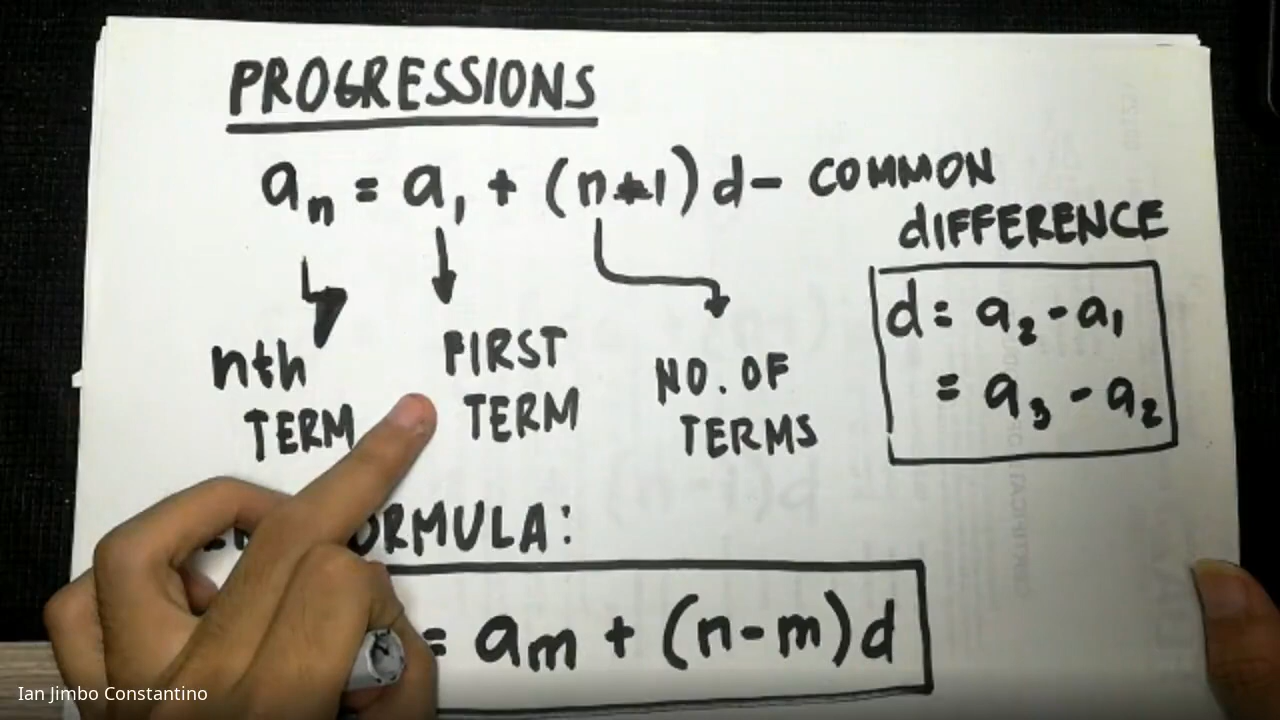 PROGRESSIONS
an = a1 + (n-1) d - COMMON
dIFFERENCE
d = a2 - a1
= a3 - a2
nth
TERM
FIRST
TERM
NO. OF
TERMS
ORMULA:
= am + (n-m)d
Ian Jimbo Constantino